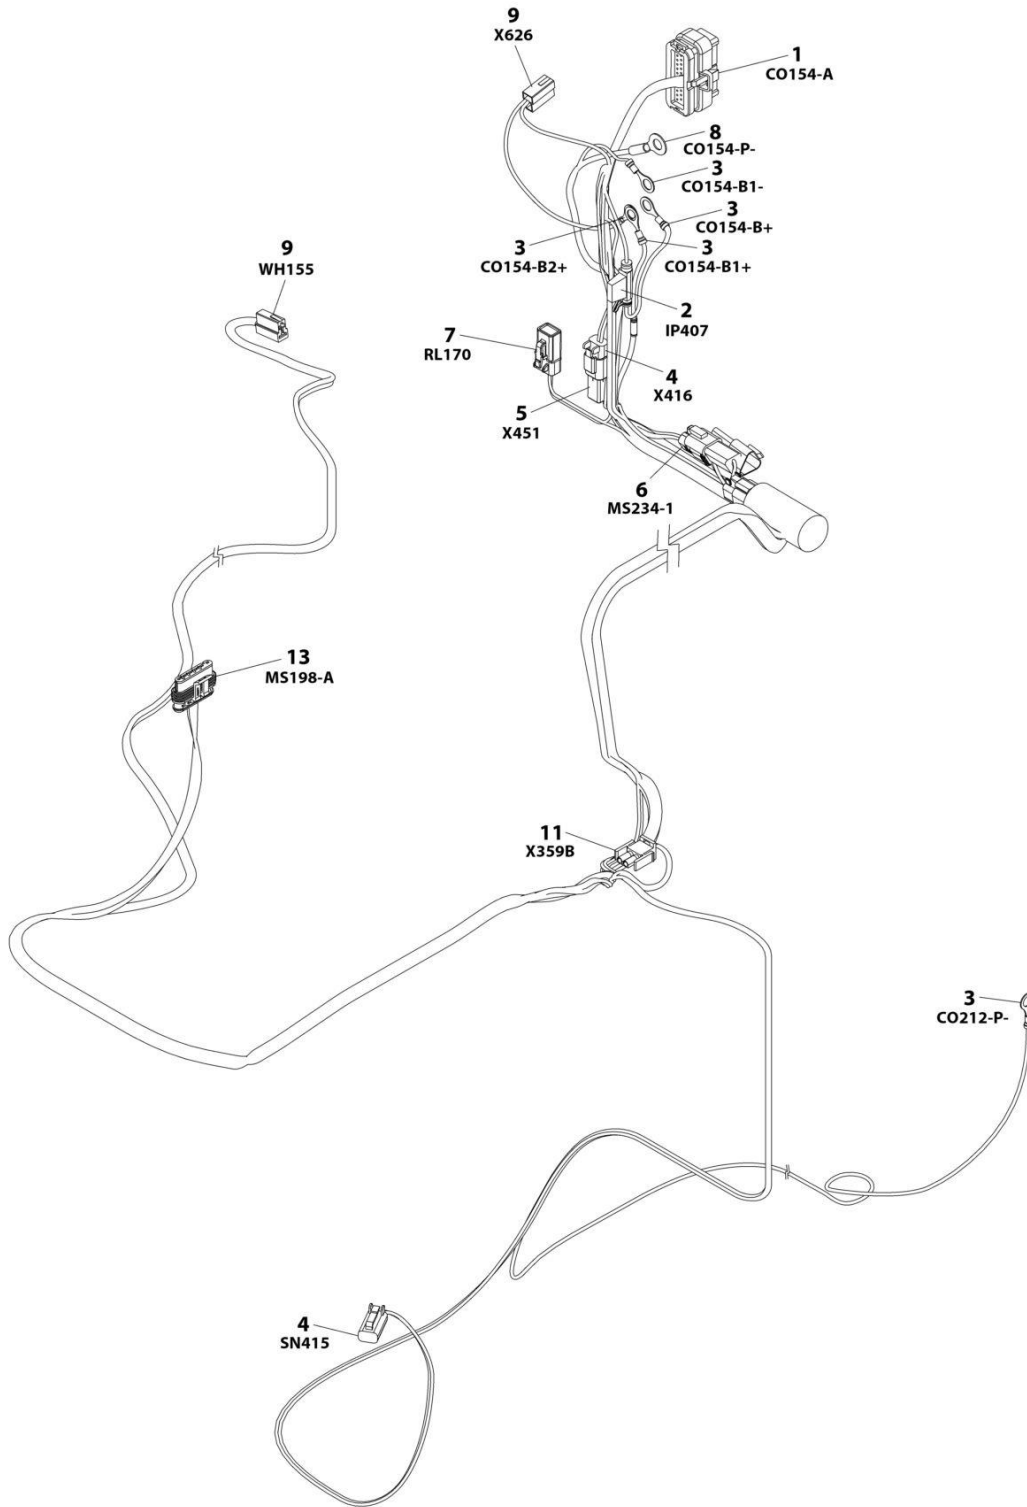 9
X626
1
CO154-A
8
CO154-P-
3
CO154-B1-
3
CO154-B+
3
CO154-B2+
3
CO154-B1+
9
WH155
2
IP407
7
RL170
4
X416
5
X451
6
MS234-1
13
MS198-A
11
X359B
3
CO212-P-
4
SN415